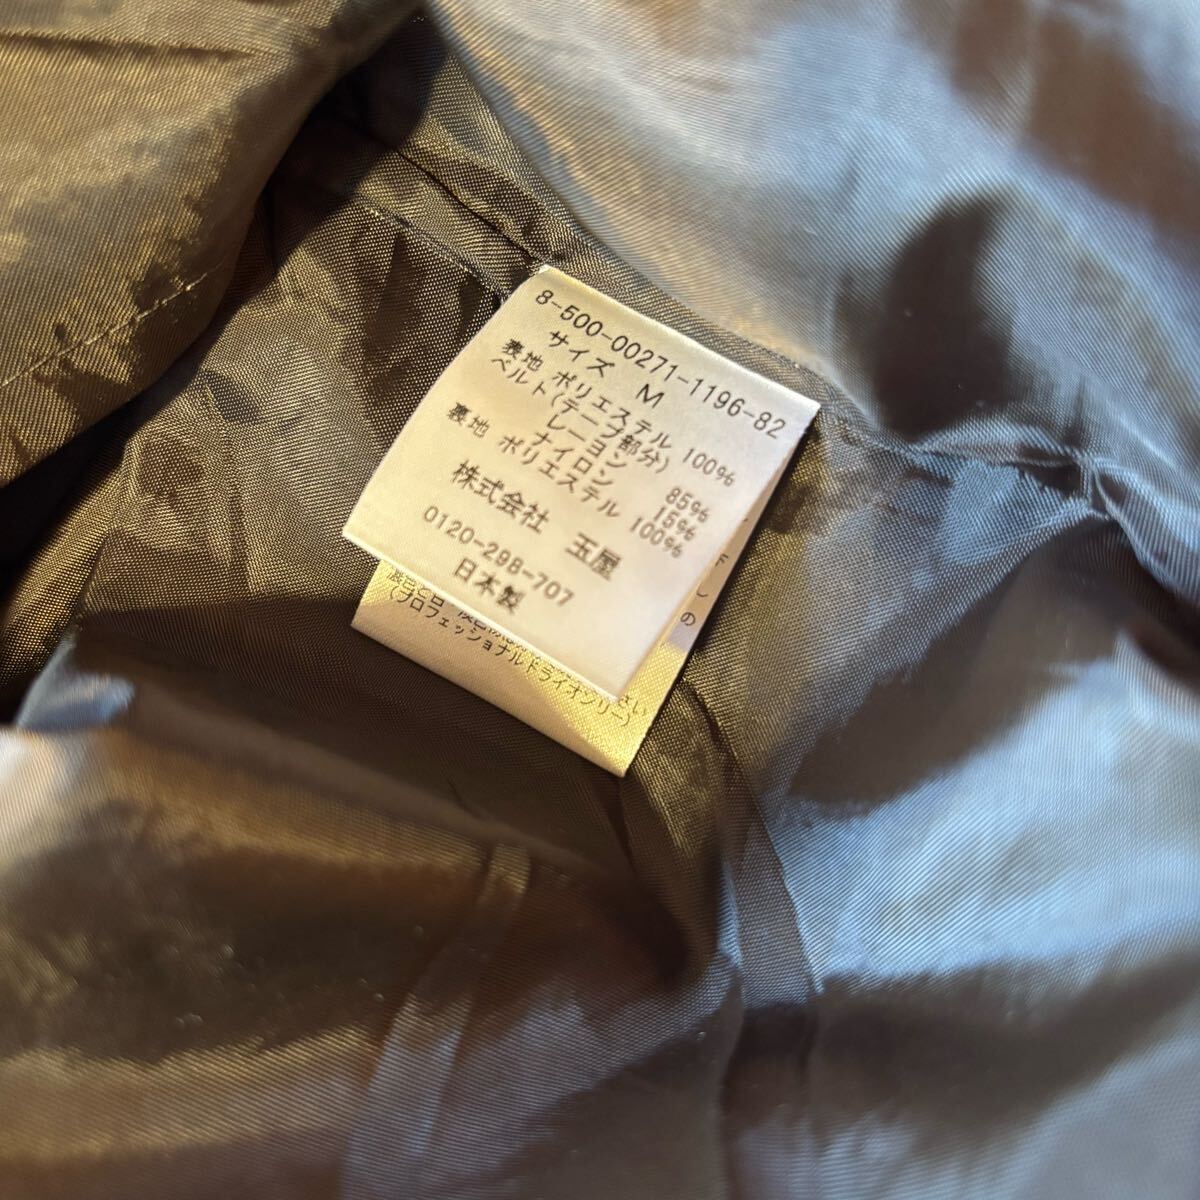 8-500-00271-1196-82
サイズ M
表地 ポリエステル 100%
ベルト(テープ部分)
レーヨン 85%
ナイロン 15%
裏地 ポリエステル 100%
株式会社 玉屋
0120-298-707
日本製
の
(プロフェッショナルドライクリー